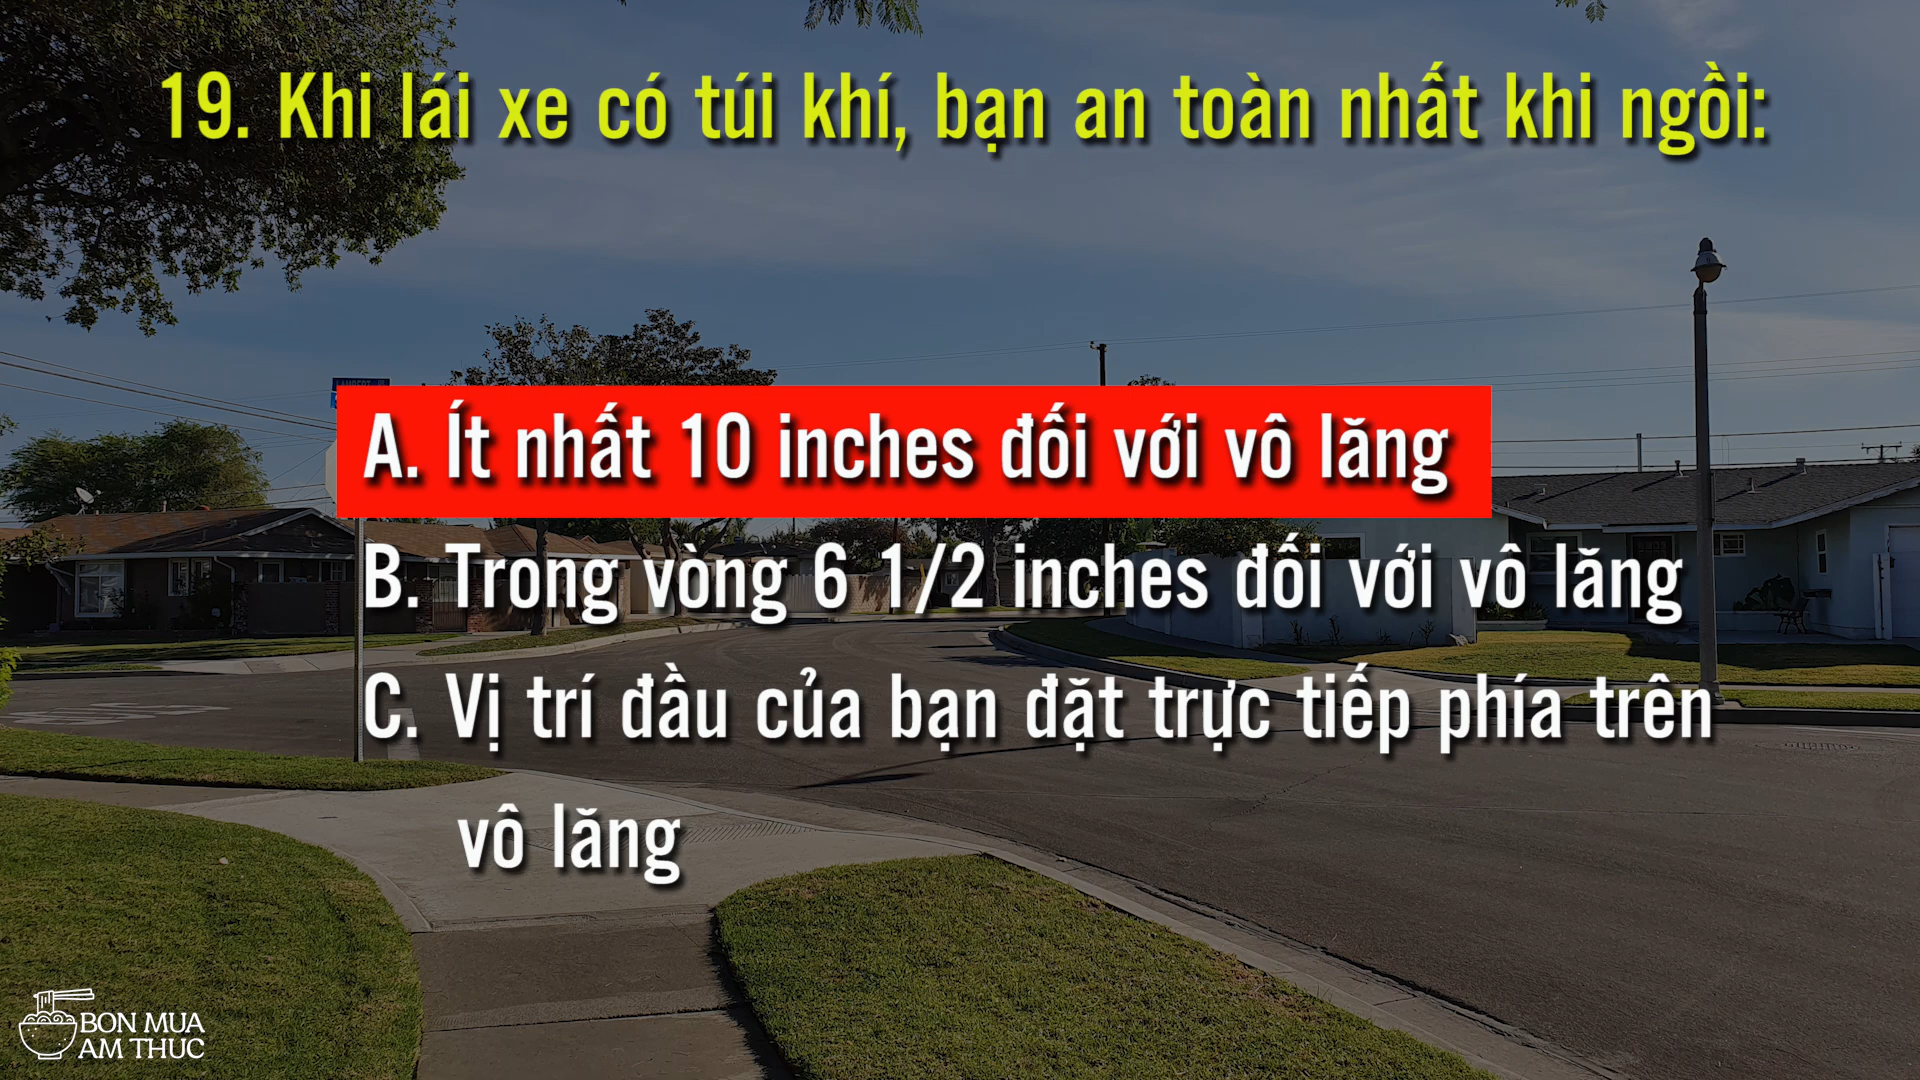 19. Khi lái xe có túi khí, bạn an toàn nhất khi ngồi:
A. Ít nhất 10 inches đối với vô lăng
B. Trong vòng 6 1/2 inches đối với vô lăng
C. Vị trí đầu của bạn đặt trực tiếp phía trên
vô lăng
BON MUA
AM THUC